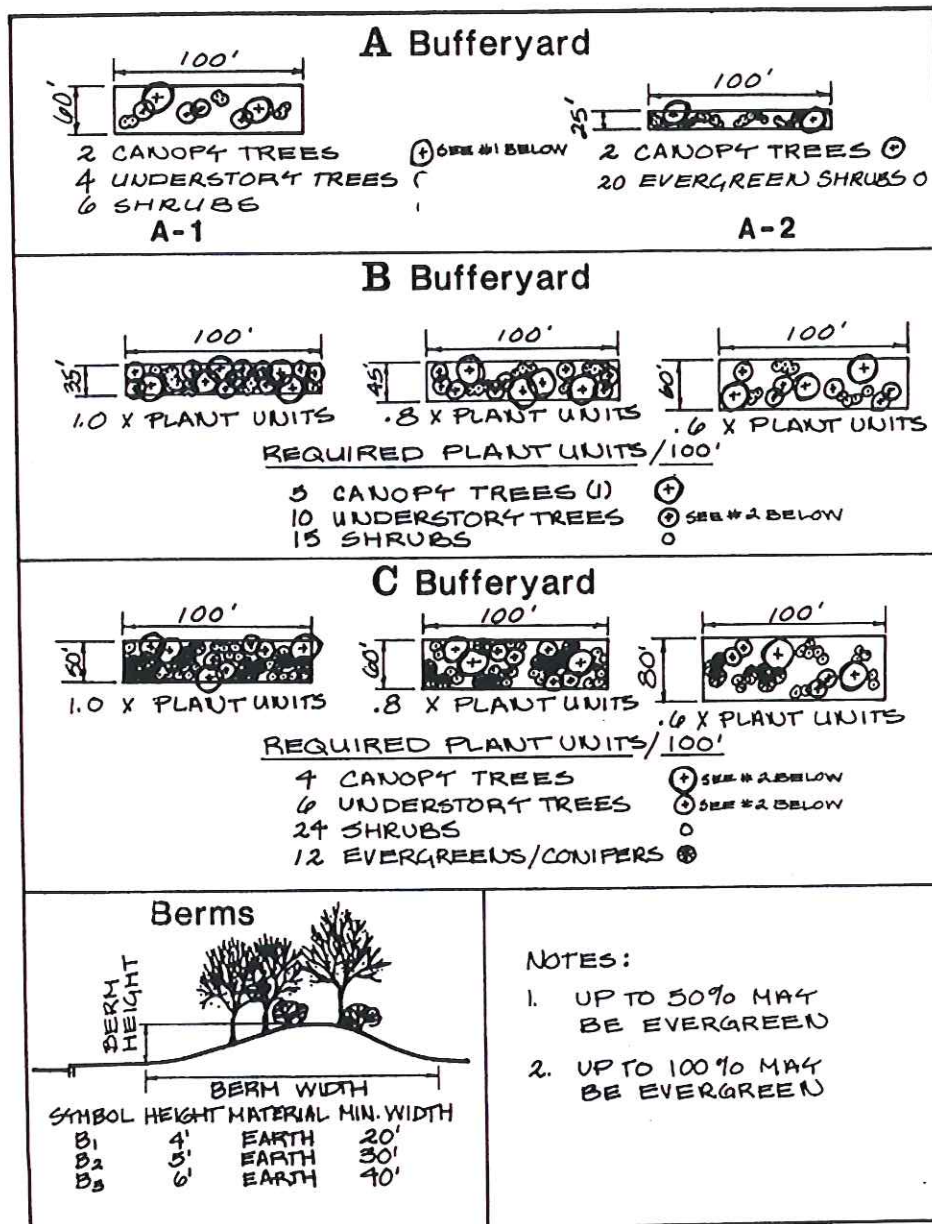 A Bufferyard
100'
60'
2 CANOPY TREES
SEE #1 BELOW
4 UNDERSTORY TREES
6 SHRUBS
A-1
100'
25'
2 CANOPY TREES
20 EVERGREEN SHRUBS
A-2
B Bufferyard
100'
35'
1.0 X PLANT UNITS
100'
45'
.8 X PLANT UNITS
100'
60'
.6 X PLANT UNITS
REQUIRED PLANT UNITS/100'
5 CANOPY TREES (1)
10 UNDERSTORY TREES SEE #2 BELOW
15 SHRUBS
C Bufferyard
100'
50'
1.0 X PLANT UNITS
100'
60'
.8 X PLANT UNITS
100'
80'
.6 X PLANT UNITS
REQUIRED PLANT UNITS/100'
4 CANOPY TREES SEE #2 BELOW
6 UNDERSTORY TREES SEE #2 BELOW
24 SHRUBS
12 EVERGREENS/CONIFERS
Berms
BERM
HEIGHT
BERM WIDTH
SYMBOL HEIGHT MATERIAL MIN. WIDTH
B1 4' EARTH 20'
B2 5' EARTH 30'
B3 6' EARTH 40'
NOTES:
1. UP TO 50% MAY
BE EVERGREEN
2. UP TO 100% MAY
BE EVERGREEN